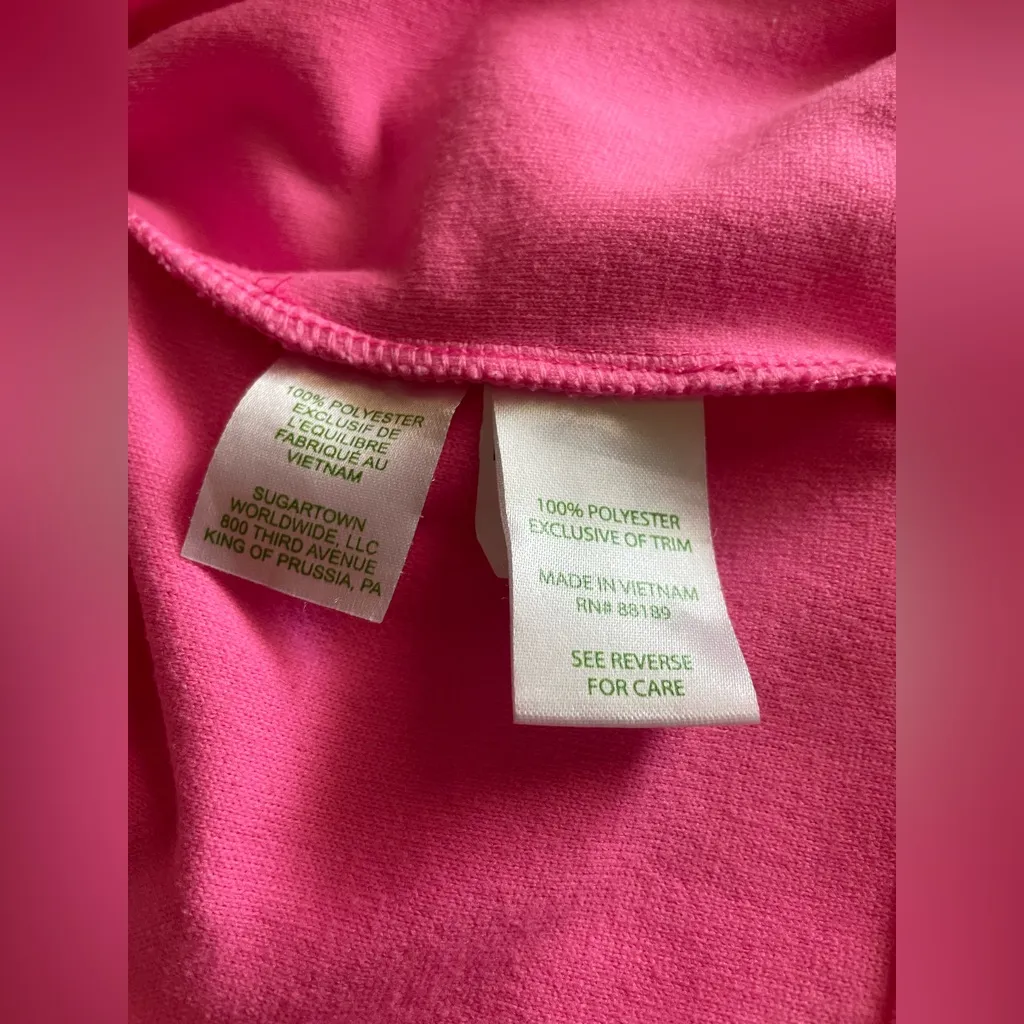 100% POLYESTER
EXCLUSIF DE
L'EQUILIBRE
FABRIQUÉ AU
VIETNAM
SUGARTOWN
WORLDWIDE, LLC
800 THIRD AVENUE
KING OF PRUSSIA, PA
100% POLYESTER
EXCLUSIVE OF TRIM
MADE IN VIETNAM
RN# 88189
SEE REVERSE
FOR CARE